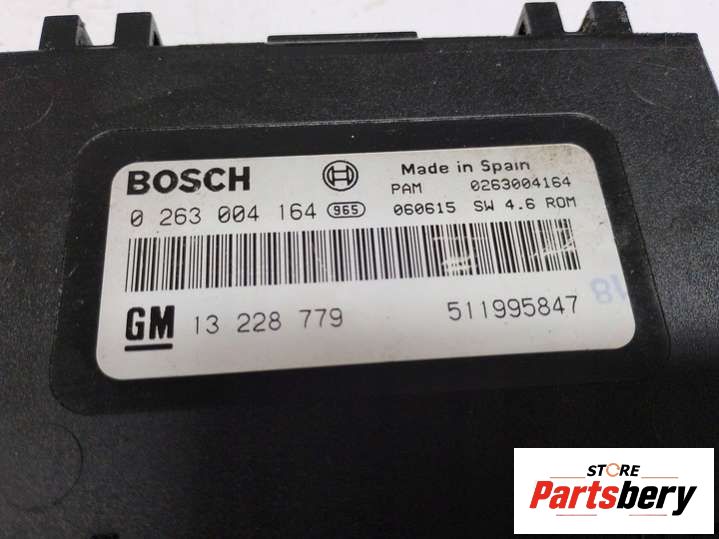 BOSCH
Made in Spain
PAM 0263004164
0 263 004 164 965 060615 SW 4.6 ROM
GM 13 228 779 511995847
18
STORE
Partsbery